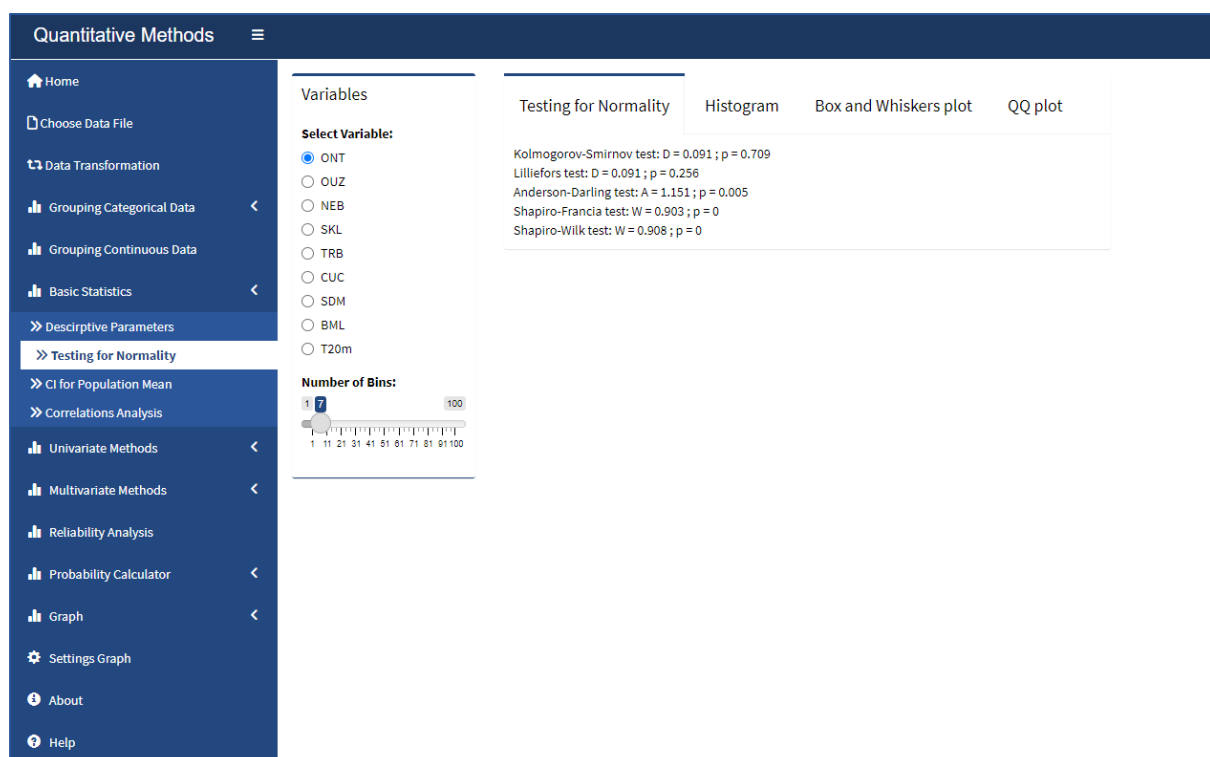 Quantitative Methods
Home
Choose Data File
Data Transformation
Grouping Categorical Data
Grouping Continuous Data
Basic Statistics
Descirptive Parameters
Testing for Normality
CI for Population Mean
Correlations Analysis
Univariate Methods
Multivariate Methods
Reliability Analysis
Probability Calculator
Graph
Settings Graph
About
Help
Variables
Select Variable:
ONT
OUZ
NEB
SKL
TRB
CUC
SDM
BML
T20m
Number of Bins:
1 7 100
1 11 21 31 41 51 61 71 81 91 100
Testing for Normality Histogram Box and Whiskers plot QQ plot
Kolmogorov-Smirnov test: D = 0.091 ; p = 0.709
Lilliefors test: D = 0.091 ; p = 0.256
Anderson-Darling test: A = 1.151 ; p = 0.005
Shapiro-Francia test: W = 0.903 ; p = 0
Shapiro-Wilk test: W = 0.908 ; p = 0